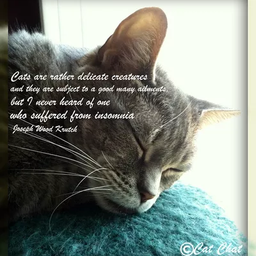 Cats are rather delicate creatures
and they are subject to a good many ailments,
but I never heard of one
who suffered from insomnia
Joseph Wood Krutch
©Cat Chat